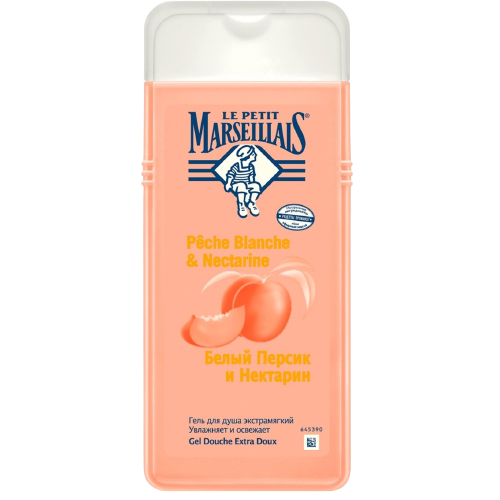 LE PETIT
MARSEILLAIS®
Pêche Blanche
& Nectarine
Белый Персик
и Нектарин
Гель для душа экстрамягкий
Увлажняет и освежает
645390
Gel Douche Extra Doux